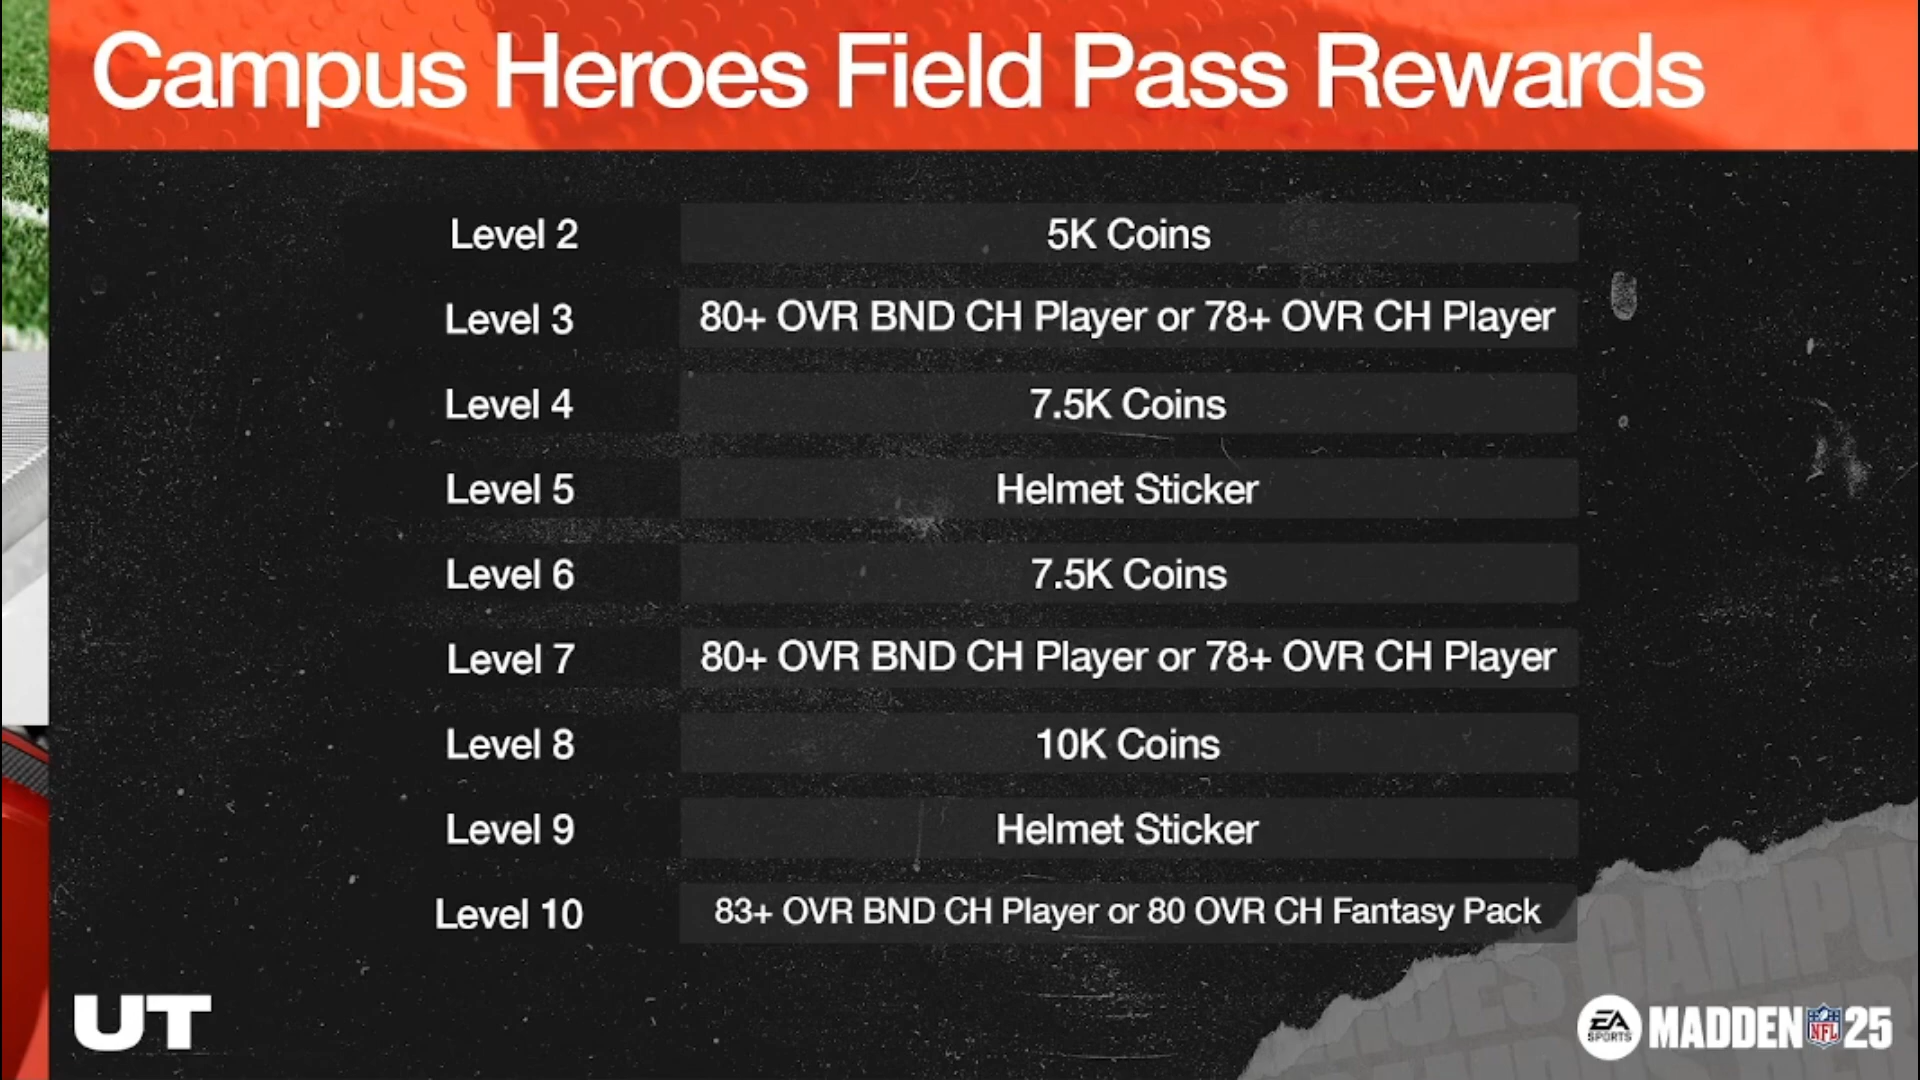 Campus Heroes Field Pass Rewards
Level 2 5K Coins
Level 3 80+ OVR BND CH Player or 78+ OVR CH Player
Level 4 7.5K Coins
Level 5 Helmet Sticker
Level 6 7.5K Coins
Level 7 80+ OVR BND CH Player or 78+ OVR CH Player
Level 8 10K Coins
Level 9 Helmet Sticker
Level 10 83+ OVR BND CH Player or 80 OVR CH Fantasy Pack
UT
EA SPORTS MADDEN NFL 25